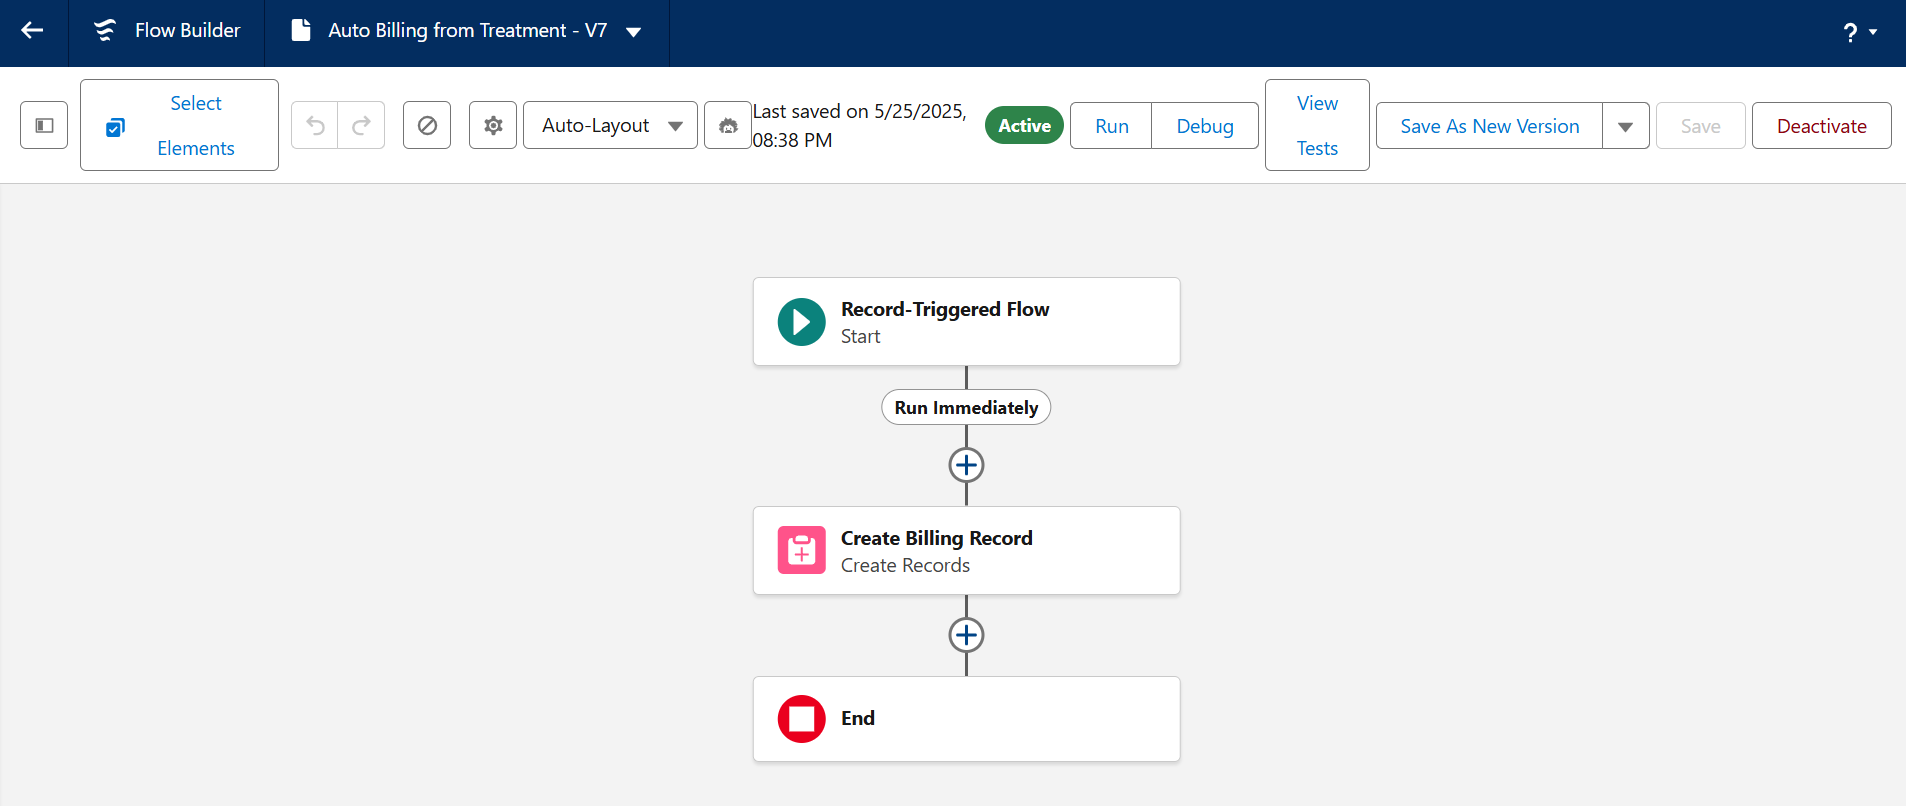 Flow Builder
Auto Billing from Treatment - V7
?
Select
Elements
Auto-Layout
Last saved on 5/25/2025,
08:38 PM
Active
Run
Debug
View
Tests
Save As New Version
Save
Deactivate
Record-Triggered Flow
Start
Run Immediately
Create Billing Record
Create Records
End